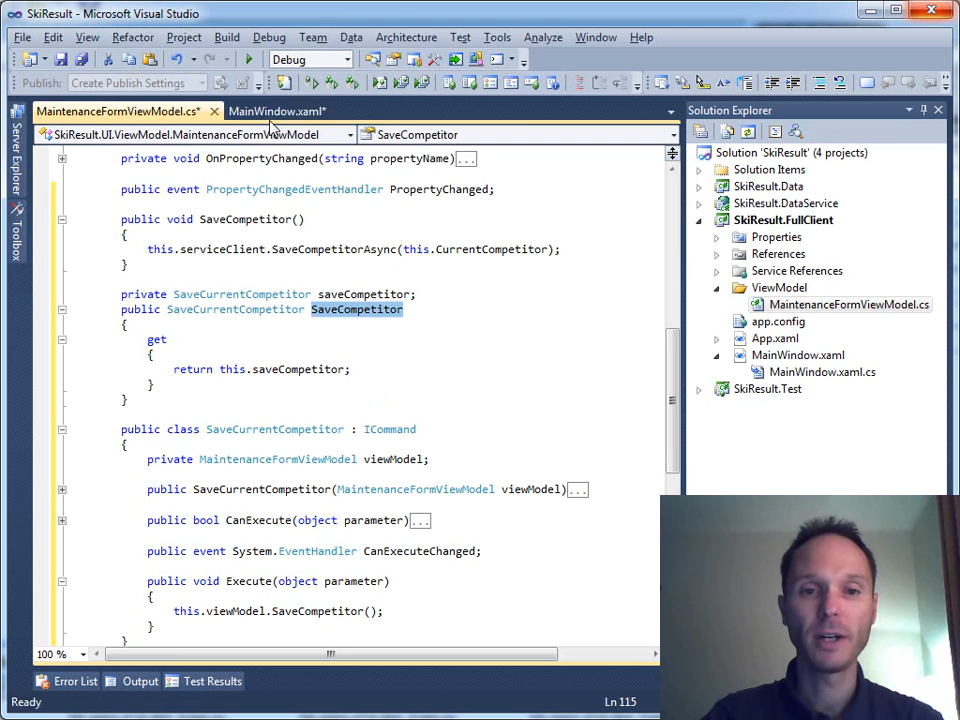 SkiResult - Microsoft Visual Studio
File Edit View Refactor Project Build Debug Team Data Architecture Test Tools Analyze Window Help
Debug
Publish: Create Publish Settings
MaintenanceFormViewModel.cs* MainWindow.xaml*
SkiResult.UI.ViewModel.MaintenanceFormViewModel SaveCompetitor
private void OnPropertyChanged(string propertyName)...
public event PropertyChangedEventHandler PropertyChanged;
public void SaveCompetitor()
{
this.serviceClient.SaveCompetitorAsync(this.CurrentCompetitor);
}
private SaveCurrentCompetitor saveCompetitor;
public SaveCurrentCompetitor SaveCompetitor
{
get
{
return this.saveCompetitor;
}
}
public class SaveCurrentCompetitor : ICommand
{
private MaintenanceFormViewModel viewModel;
public SaveCurrentCompetitor(MaintenanceFormViewModel viewModel)...
public bool CanExecute(object parameter)...
public event System.EventHandler CanExecuteChanged;
public void Execute(object parameter)
{
this.viewModel.SaveCompetitor();
}
}
100 %
Error List Output Test Results
Ready Ln 115
Server Explorer
Toolbox
Solution Explorer
Solution 'SkiResult' (4 projects)
Solution Items
SkiResult.Data
SkiResult.DataService
SkiResult.FullClient
Properties
References
Service References
ViewModel
MaintenanceFormViewModel.cs
app.config
App.xaml
MainWindow.xaml
MainWindow.xaml.cs
SkiResult.Test